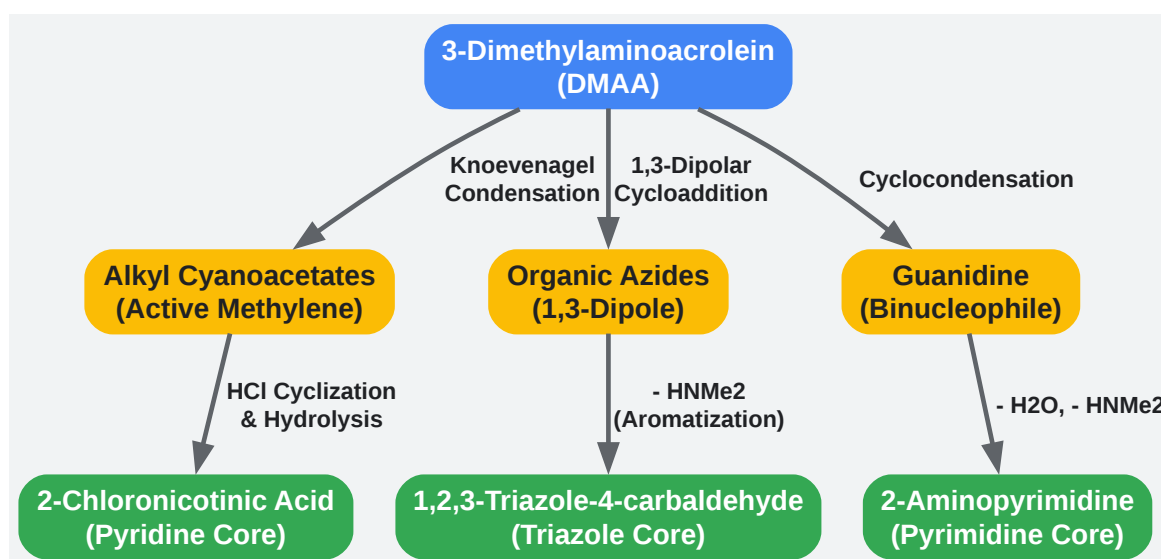 3-Dimethylaminoacrolein
(DMAA)
Knoevenagel
Condensation
1,3-Dipolar
Cycloaddition
Cyclocondensation
Alkyl Cyanoacetates
(Active Methylene)
Organic Azides
(1,3-Dipole)
Guanidine
(Binucleophile)
HCl Cyclization
& Hydrolysis
- HNMe2
(Aromatization)
- H2O, - HNMe2
2-Chloronicotinic Acid
(Pyridine Core)
1,2,3-Triazole-4-carbaldehyde
(Triazole Core)
2-Aminopyrimidine
(Pyrimidine Core)